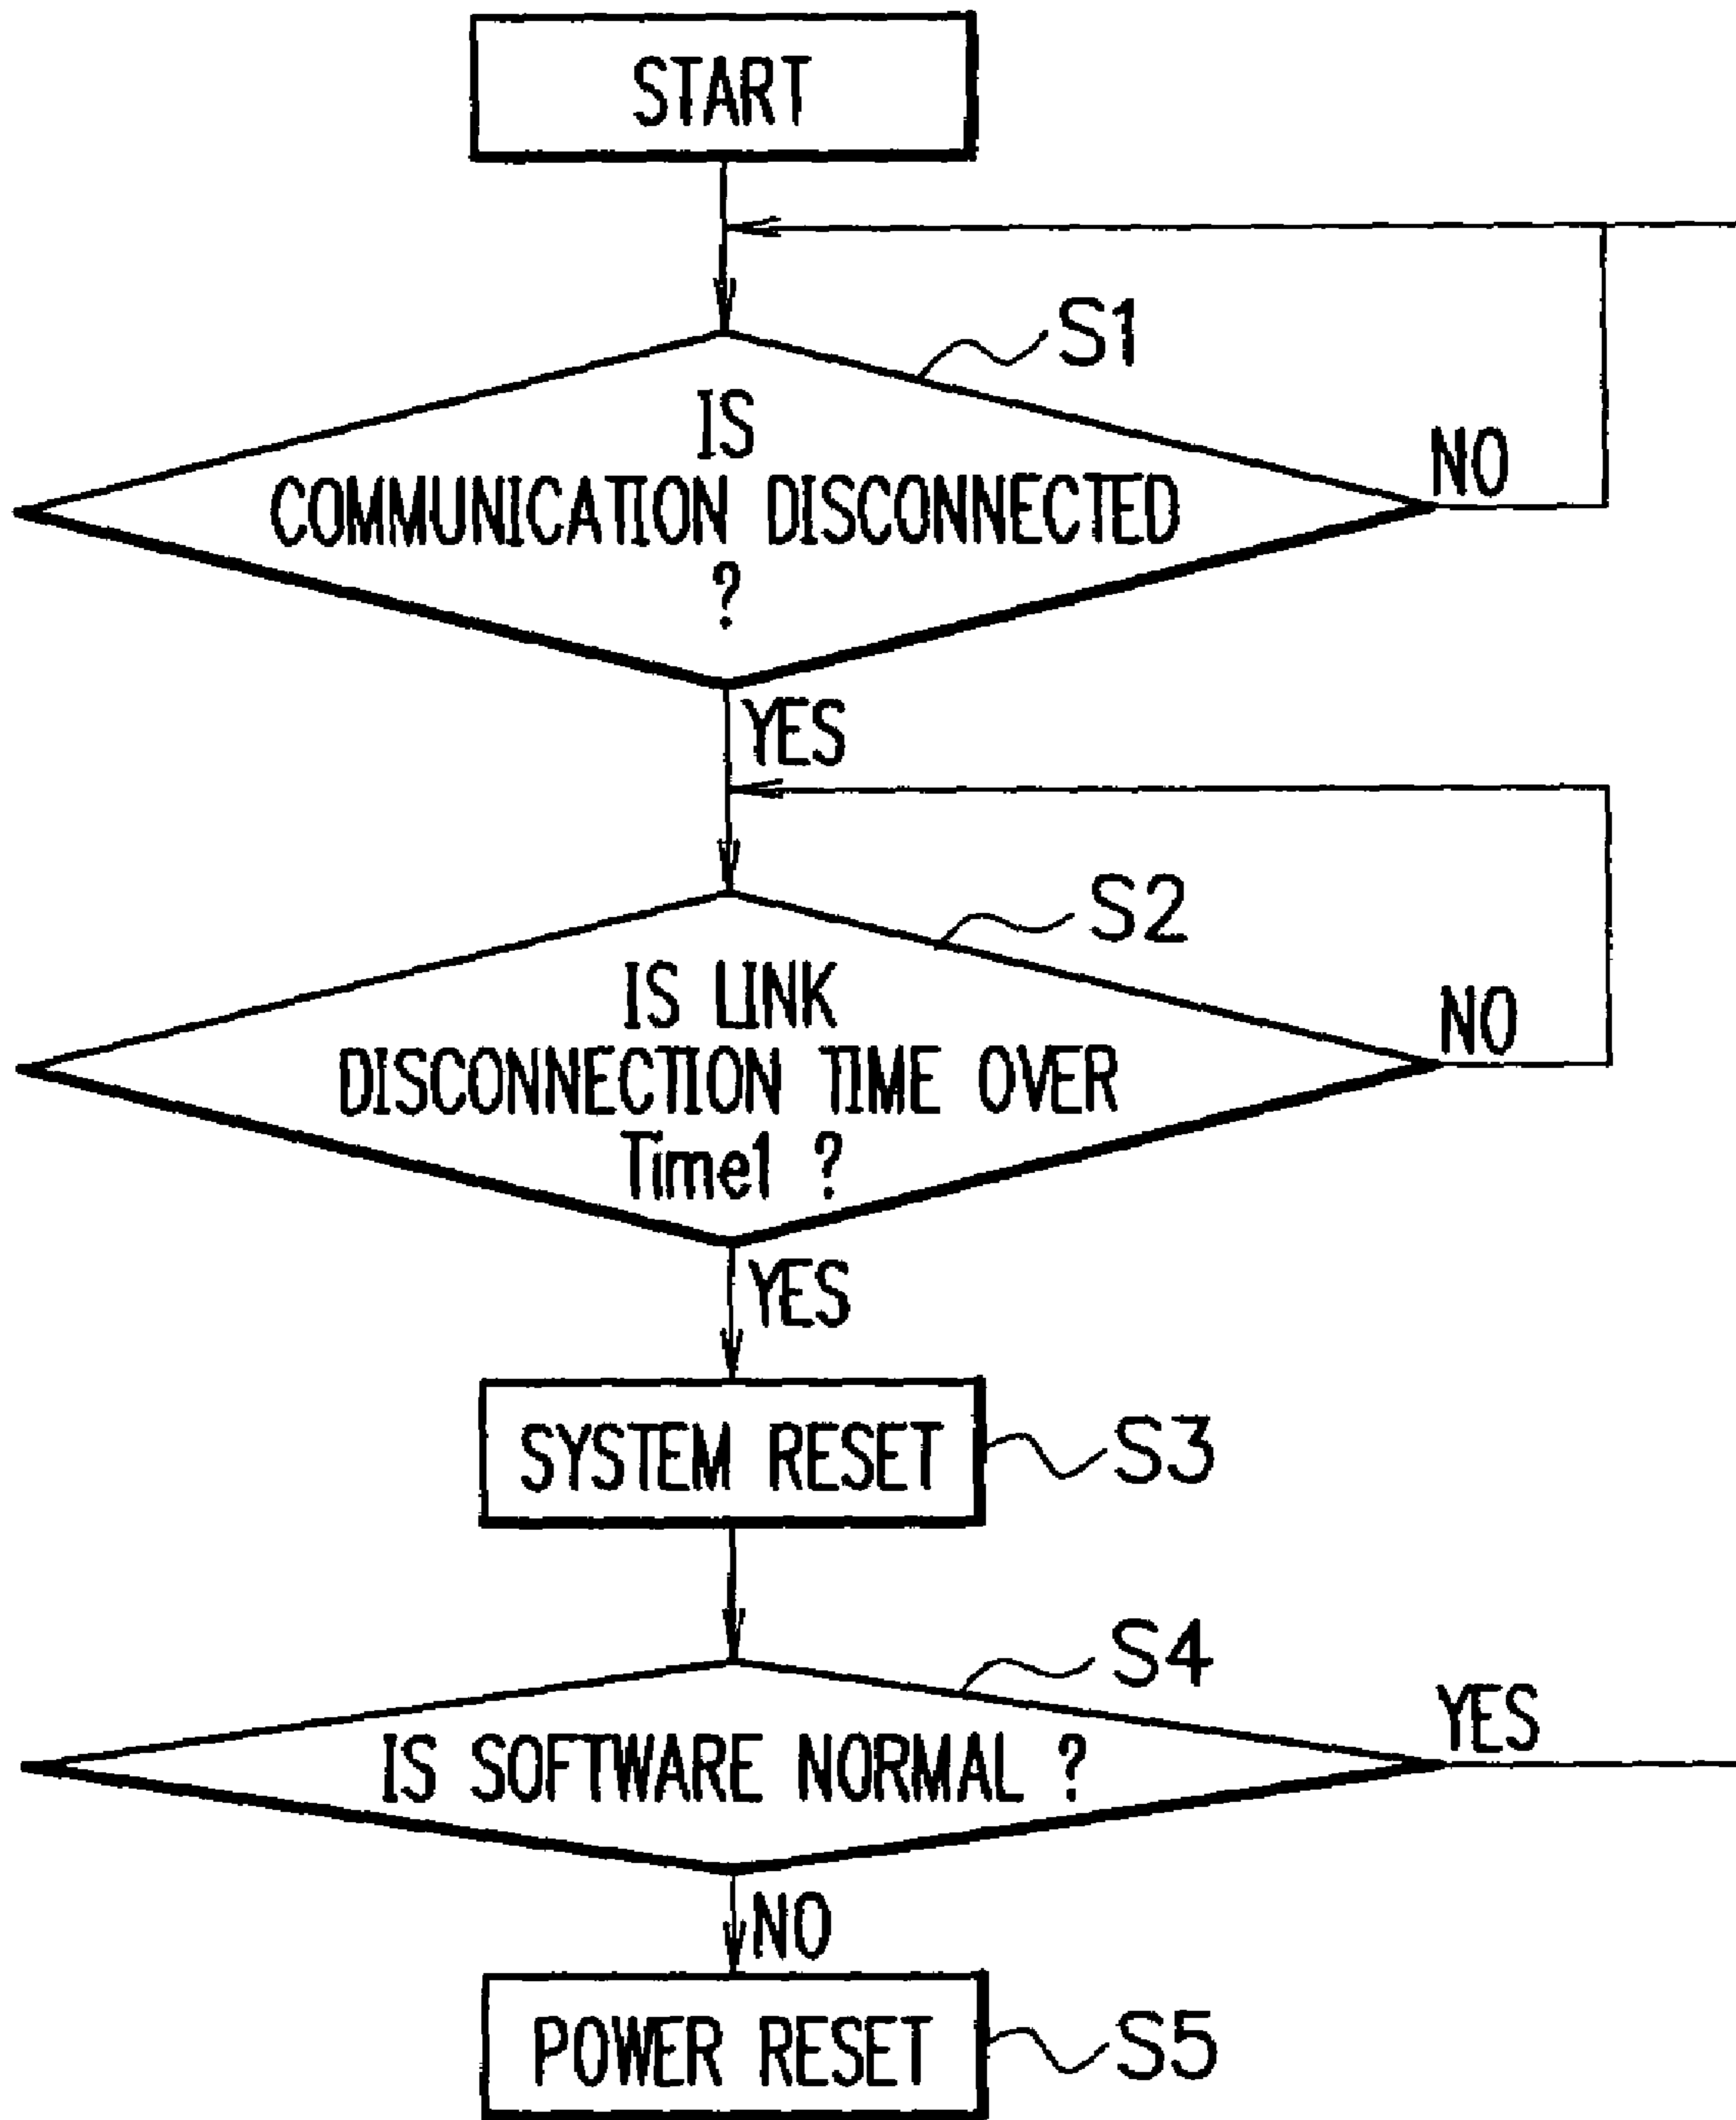 START
S1
IS
COMMUNICATION DISCONNECTED
?
NO
YES
S2
IS LINK
DISCONNECTION TIME OVER
Time1 ?
NO
YES
SYSTEM RESET
S3
S4
IS SOFTWARE NORMAL ?
YES
NO
POWER RESET
S5